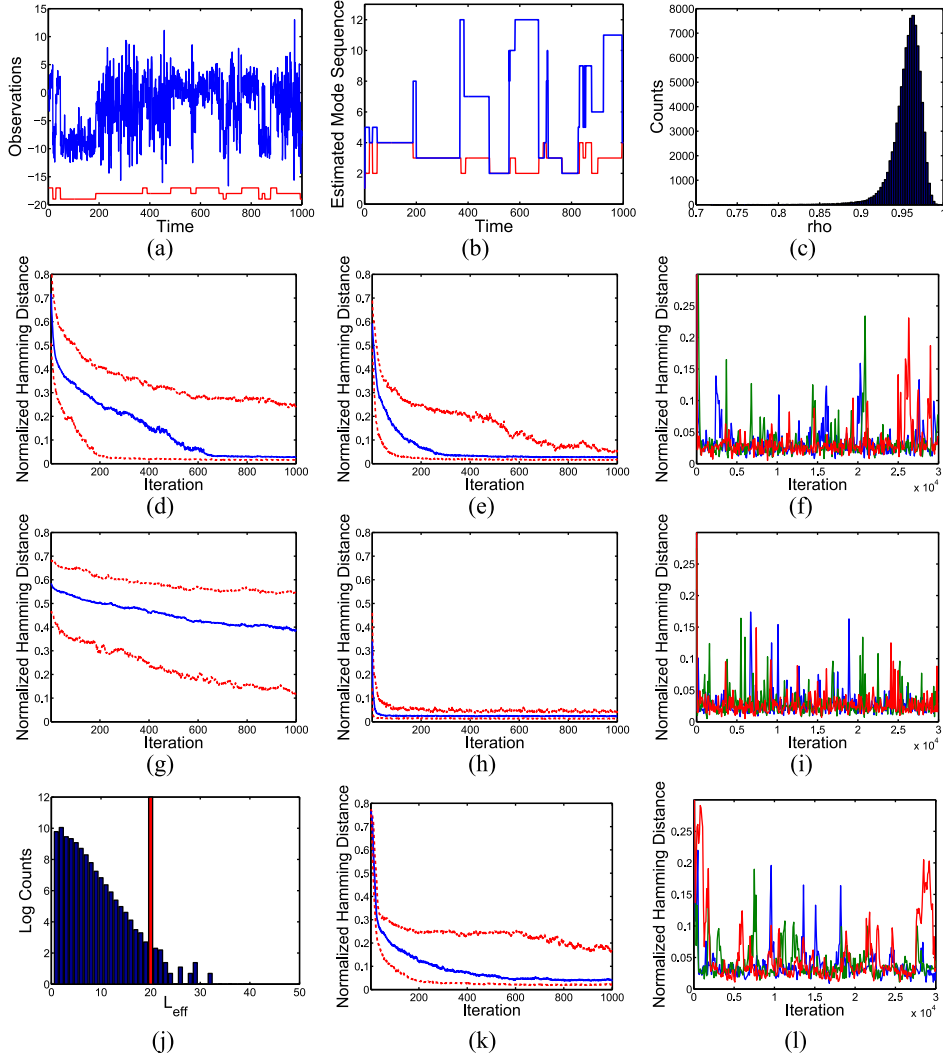 15
10
5
0
−5
−10
−15
−20
0 200 400 600 800 1000
Observations
Time
(a)
12
10
8
6
4
2
0
0 200 400 600 800 1000
Estimated Mode Sequence
Time
(b)
8000
7000
6000
5000
4000
3000
2000
1000
0
0.7 0.75 0.8 0.85 0.9 0.95 1
Counts
rho
(c)
0.8
0.7
0.6
0.5
0.4
0.3
0.2
0.1
0
200 400 600 800 1000
Normalized Hamming Distance
Iteration
(d)
0.8
0.7
0.6
0.5
0.4
0.3
0.2
0.1
0
200 400 600 800 1000
Normalized Hamming Distance
Iteration
(e)
0.25
0.2
0.15
0.1
0.05
0
0 0.5 1 1.5 2 2.5 3
Normalized Hamming Distance
Iteration
x 10^4
(f)
0.8
0.7
0.6
0.5
0.4
0.3
0.2
0.1
0
200 400 600 800 1000
Normalized Hamming Distance
Iteration
(g)
0.8
0.7
0.6
0.5
0.4
0.3
0.2
0.1
0
200 400 600 800 1000
Normalized Hamming Distance
Iteration
(h)
0.25
0.2
0.15
0.1
0.05
0
0 0.5 1 1.5 2 2.5 3
Normalized Hamming Distance
Iteration
x 10^4
(i)
12
10
8
6
4
2
0
0 10 20 30 40 50
Log Counts
L_eff
(j)
0.8
0.7
0.6
0.5
0.4
0.3
0.2
0.1
0
200 400 600 800 1000
Normalized Hamming Distance
Iteration
(k)
0.25
0.2
0.15
0.1
0.05
0
0 0.5 1 1.5 2 2.5 3
Normalized Hamming Distance
Iteration
x 10^4
(l)